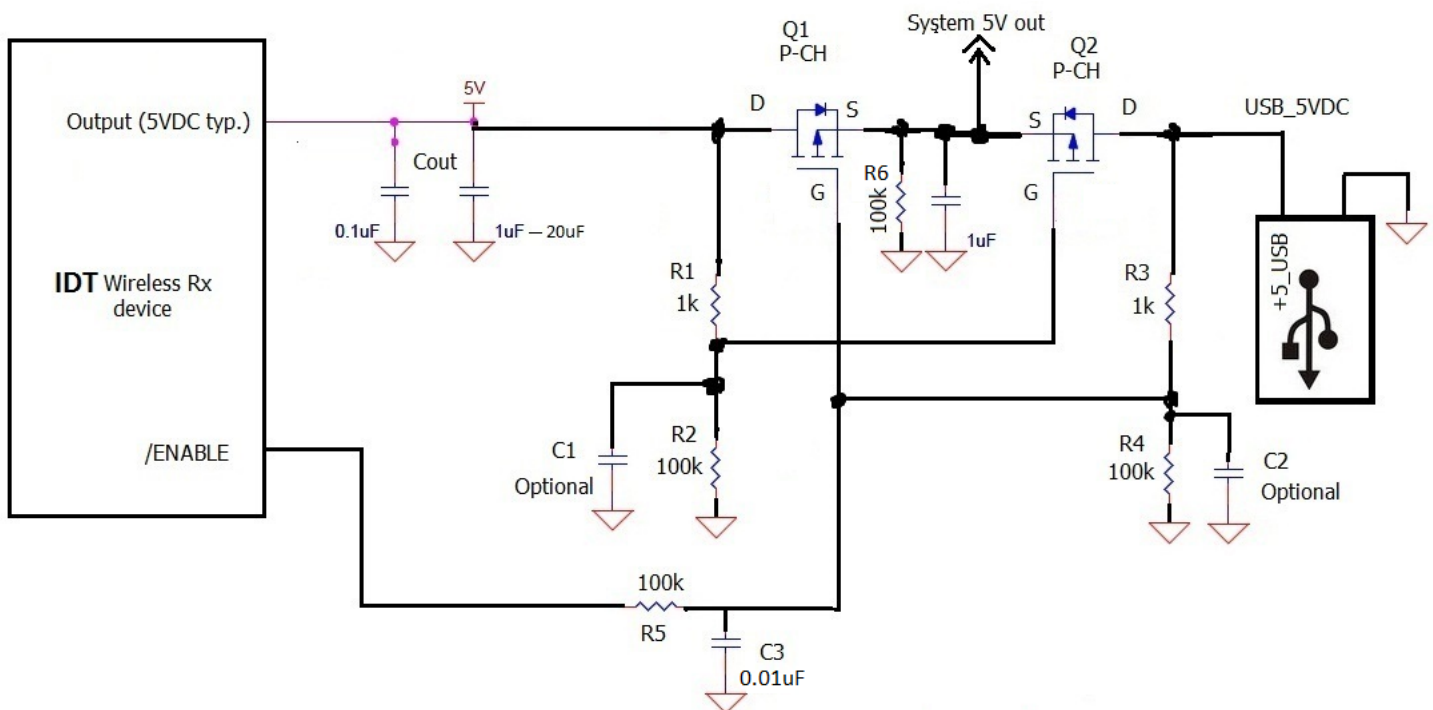 System 5V out
Q1
P-CH
Q2
P-CH
5V
D
S
S
D
USB_5VDC
Output (5VDC typ.)
Cout
R6
100k
G
G
0.1uF
1uF – 20uF
1uF
+5_USB
IDT Wireless Rx
device
R1
1k
R3
1k
/ENABLE
C1
Optional
R2
100k
R4
100k
C2
Optional
100k
R5
C3
0.01uF